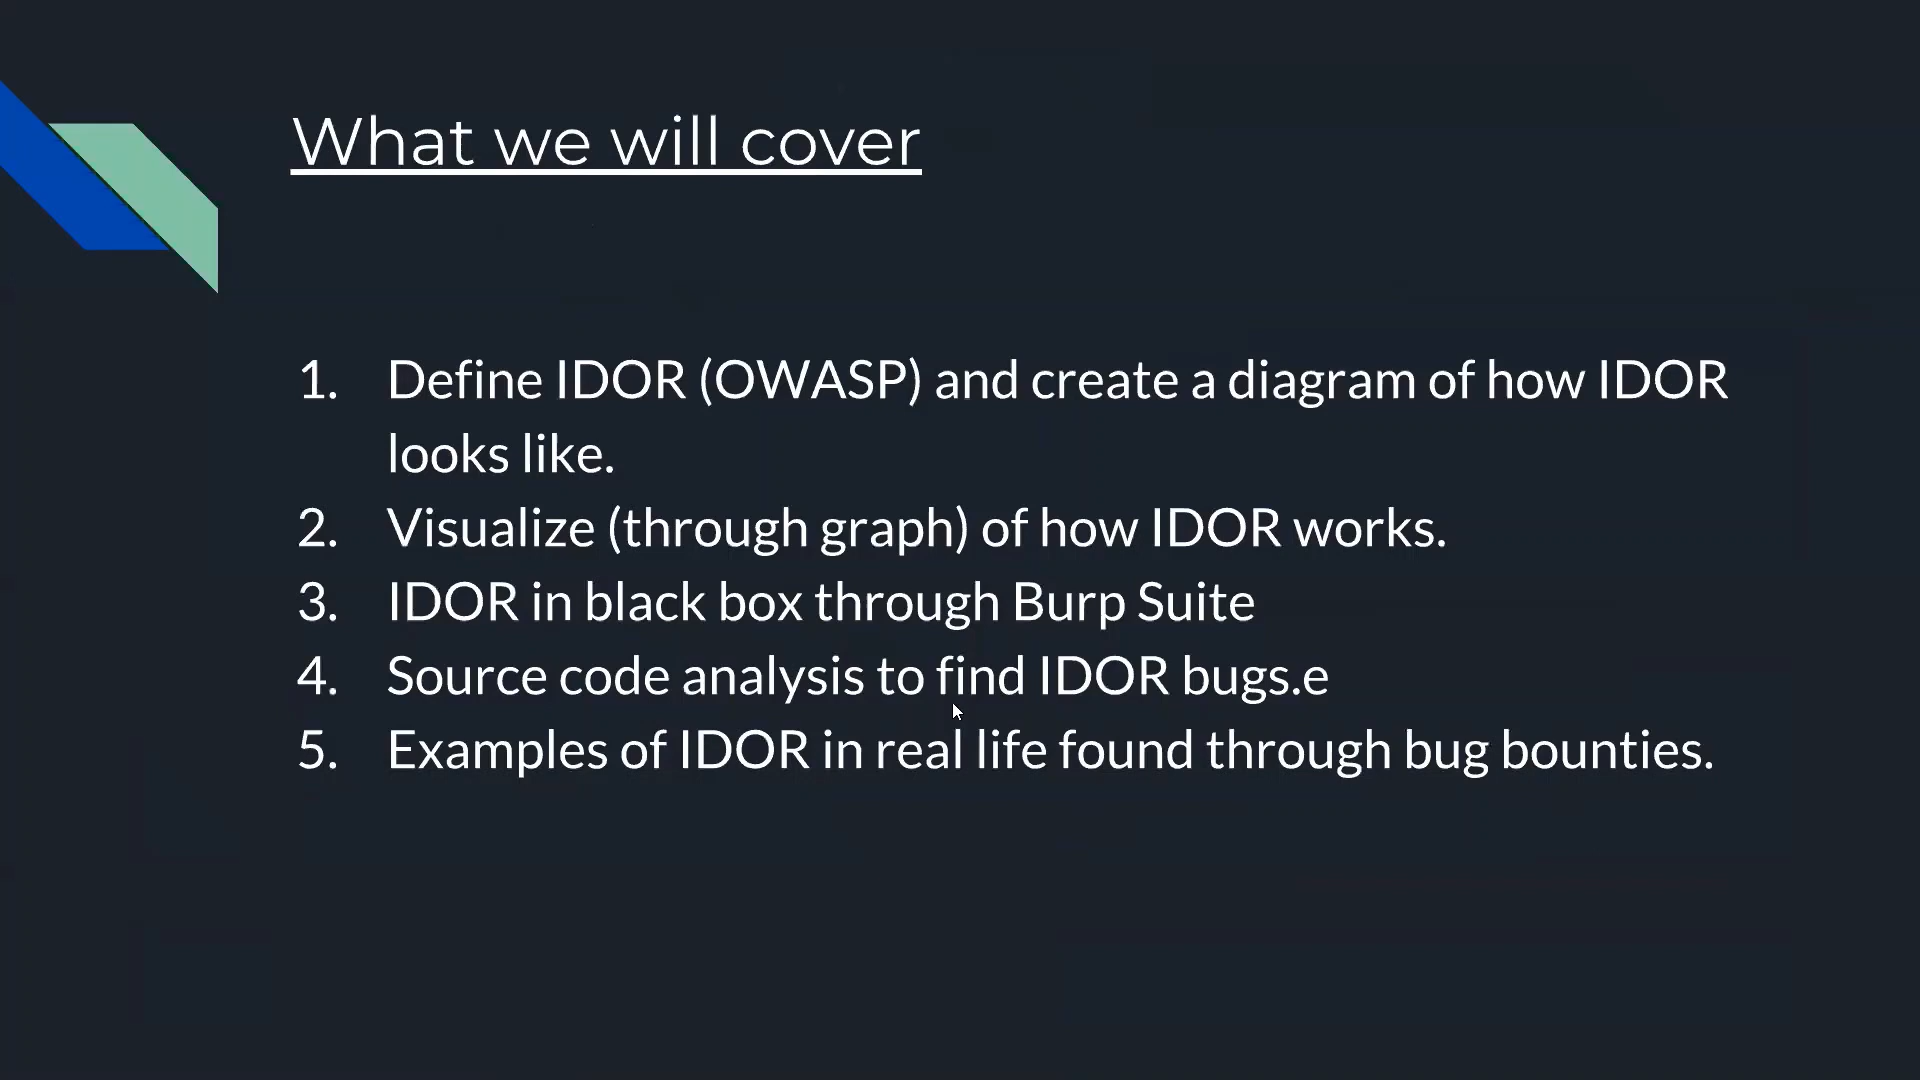 What we will cover
1. Define IDOR (OWASP) and create a diagram of how IDOR
looks like.
2. Visualize (through graph) of how IDOR works.
3. IDOR in black box through Burp Suite
4. Source code analysis to find IDOR bugs.e
5. Examples of IDOR in real life found through bug bounties.